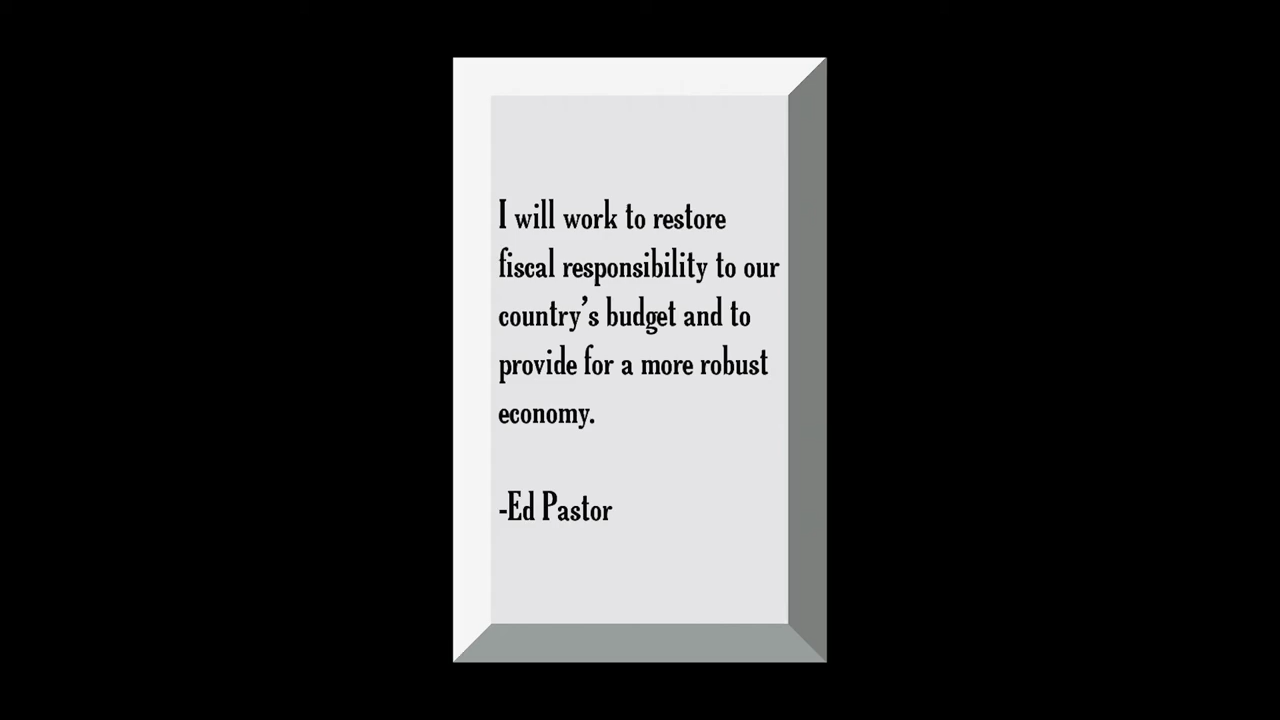 I will work to restore
fiscal responsibility to our
country’s budget and to
provide for a more robust
economy.
-Ed Pastor